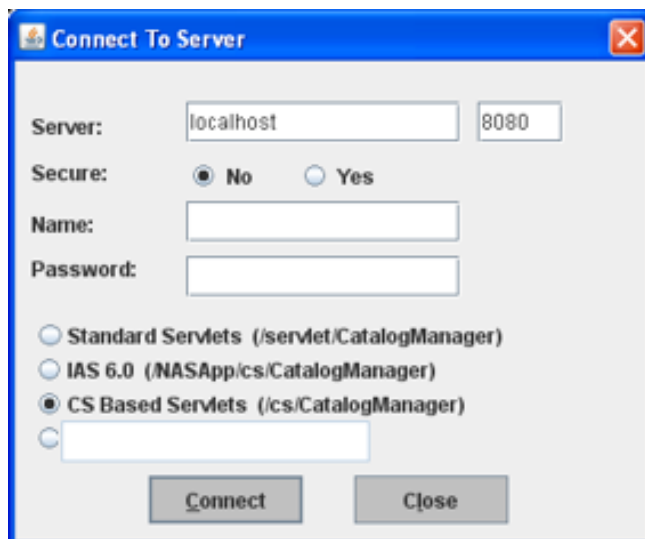 Connect To Server
Server: localhost 8080
Secure: No Yes
Name:
Password:
Standard Servlets (/servlet/CatalogManager)
IAS 6.0 (/NASApp/cs/CatalogManager)
CS Based Servlets (/cs/CatalogManager)
Connect Close